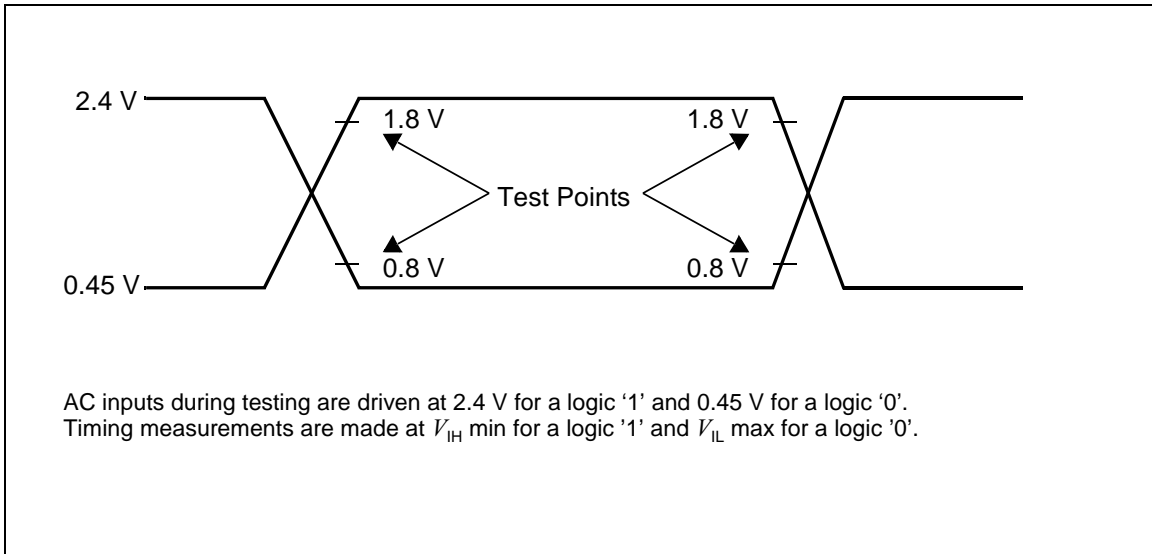 2.4 V
1.8 V 1.8 V
Test Points
0.8 V 0.8 V
0.45 V
AC inputs during testing are driven at 2.4 V for a logic ‘1’ and 0.45 V for a logic ‘0’.
Timing measurements are made at VIH min for a logic '1' and VIL max for a logic '0'.